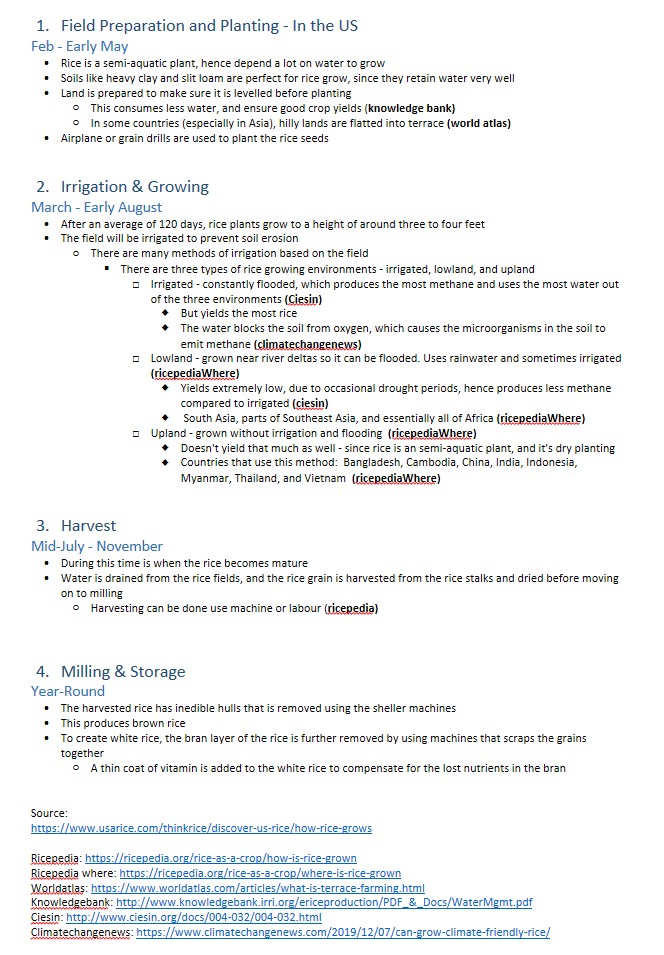 1. Field Preparation and Planting - In the US
Feb - Early May
• Rice is a semi-aquatic plant, hence depend a lot on water to grow
• Soils like heavy clay and slit loam are perfect for rice grow, since they retain water very well
• Land is prepared to make sure it is levelled before planting
○ This consumes less water, and ensure good crop yields (knowledge bank)
○ In some countries (especially in Asia), hilly lands are flatted into terrace (world atlas)
• Airplane or grain drills are used to plant the rice seeds
2. Irrigation & Growing
March - Early August
• After an average of 120 days, rice plants grow to a height of around three to four feet
• The field will be irrigated to prevent soil erosion
○ There are many methods of irrigation based on the field
▪ There are three types of rice growing environments - irrigated, lowland, and upland
□ Irrigated - constantly flooded, which produces the most methane and uses the most water out
of the three environments (Ciesin)
◆ But yields the most rice
◆ The water blocks the soil from oxygen, which causes the microorganisms in the soil to
emit methane (climatechangenews)
□ Lowland - grown near river deltas so it can be flooded. Uses rainwater and sometimes irrigated
(ricepediaWhere)
◆ Yields extremely low, due to occasional drought periods, hence produces less methane
compared to irrigated (ciesin)
◆ South Asia, parts of Southeast Asia, and essentially all of Africa (ricepediaWhere)
□ Upland - grown without irrigation and flooding (ricepediaWhere)
◆ Doesn't yield that much as well - since rice is an semi-aquatic plant, and it's dry planting
◆ Countries that use this method: Bangladesh, Cambodia, China, India, Indonesia,
Myanmar, Thailand, and Vietnam (ricepediaWhere)
3. Harvest
Mid-July - November
• During this time is when the rice becomes mature
• Water is drained from the rice fields, and the rice grain is harvested from the rice stalks and dried before moving
on to milling
○ Harvesting can be done use machine or labour (ricepedia)
4. Milling & Storage
Year-Round
• The harvested rice has inedible hulls that is removed using the sheller machines
• This produces brown rice
• To create white rice, the bran layer of the rice is further removed by using machines that scraps the grains
together
○ A thin coat of vitamin is added to the white rice to compensate for the lost nutrients in the bran
Source:
https://www.usarice.com/thinkrice/discover-us-rice/how-rice-grows
Ricepedia: https://ricepedia.org/rice-as-a-crop/how-is-rice-grown
Ricepedia where: https://ricepedia.org/rice-as-a-crop/where-is-rice-grown
Worldatlas: https://www.worldatlas.com/articles/what-is-terrace-farming.html
Knowledgebank: http://www.knowledgebank.irri.org/ericeproduction/PDF_&_Docs/WaterMgmt.pdf
Ciesin: http://www.ciesin.org/docs/004-032/004-032.html
Climatechangenews: https://www.climatechangenews.com/2019/12/07/can-grow-climate-friendly-rice/